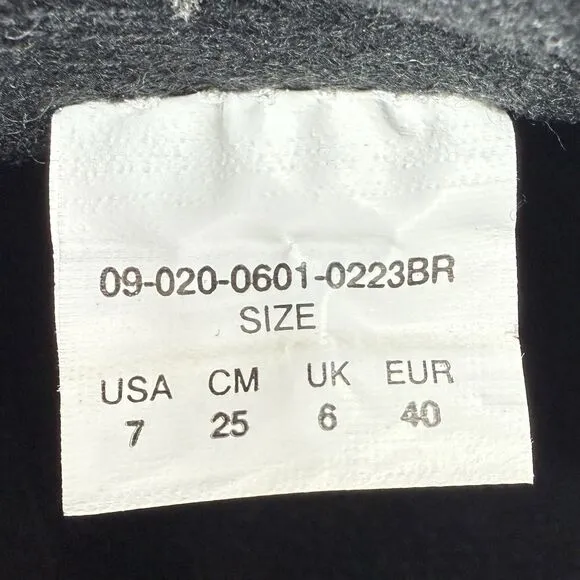 09-020-0601-0223BR
SIZE
USA CM UK EUR
7 25 6 40